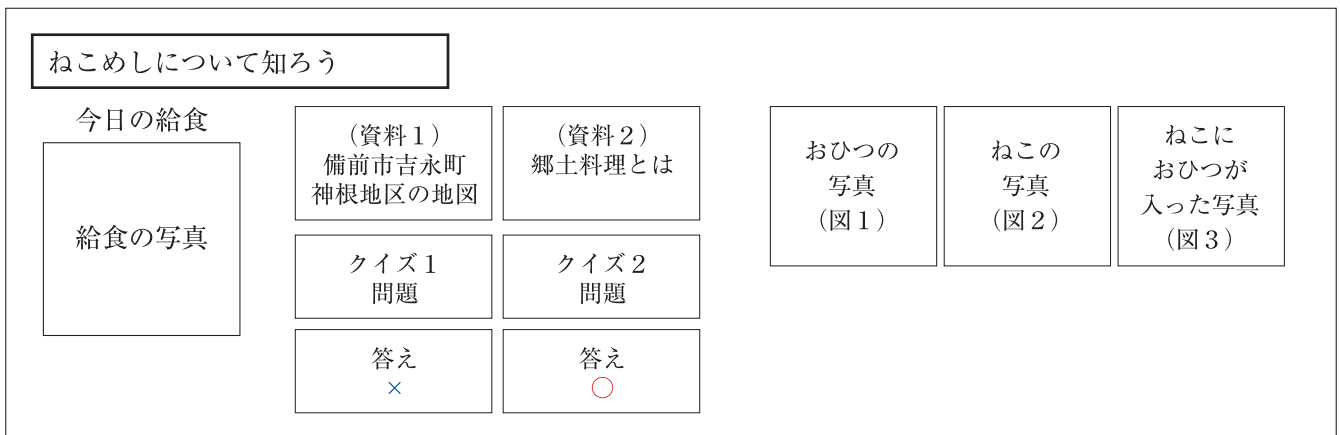 ねこめしについて知ろう
今日の給食
給食の写真
（資料１）
備前市吉永町
神根地区の地図
（資料２）
郷土料理とは
クイズ１
問題
クイズ２
問題
答え
×
答え
○
おひつの
写真
（図１）
ねこの
写真
（図２）
ねこに
おひつが
入った写真
（図３）